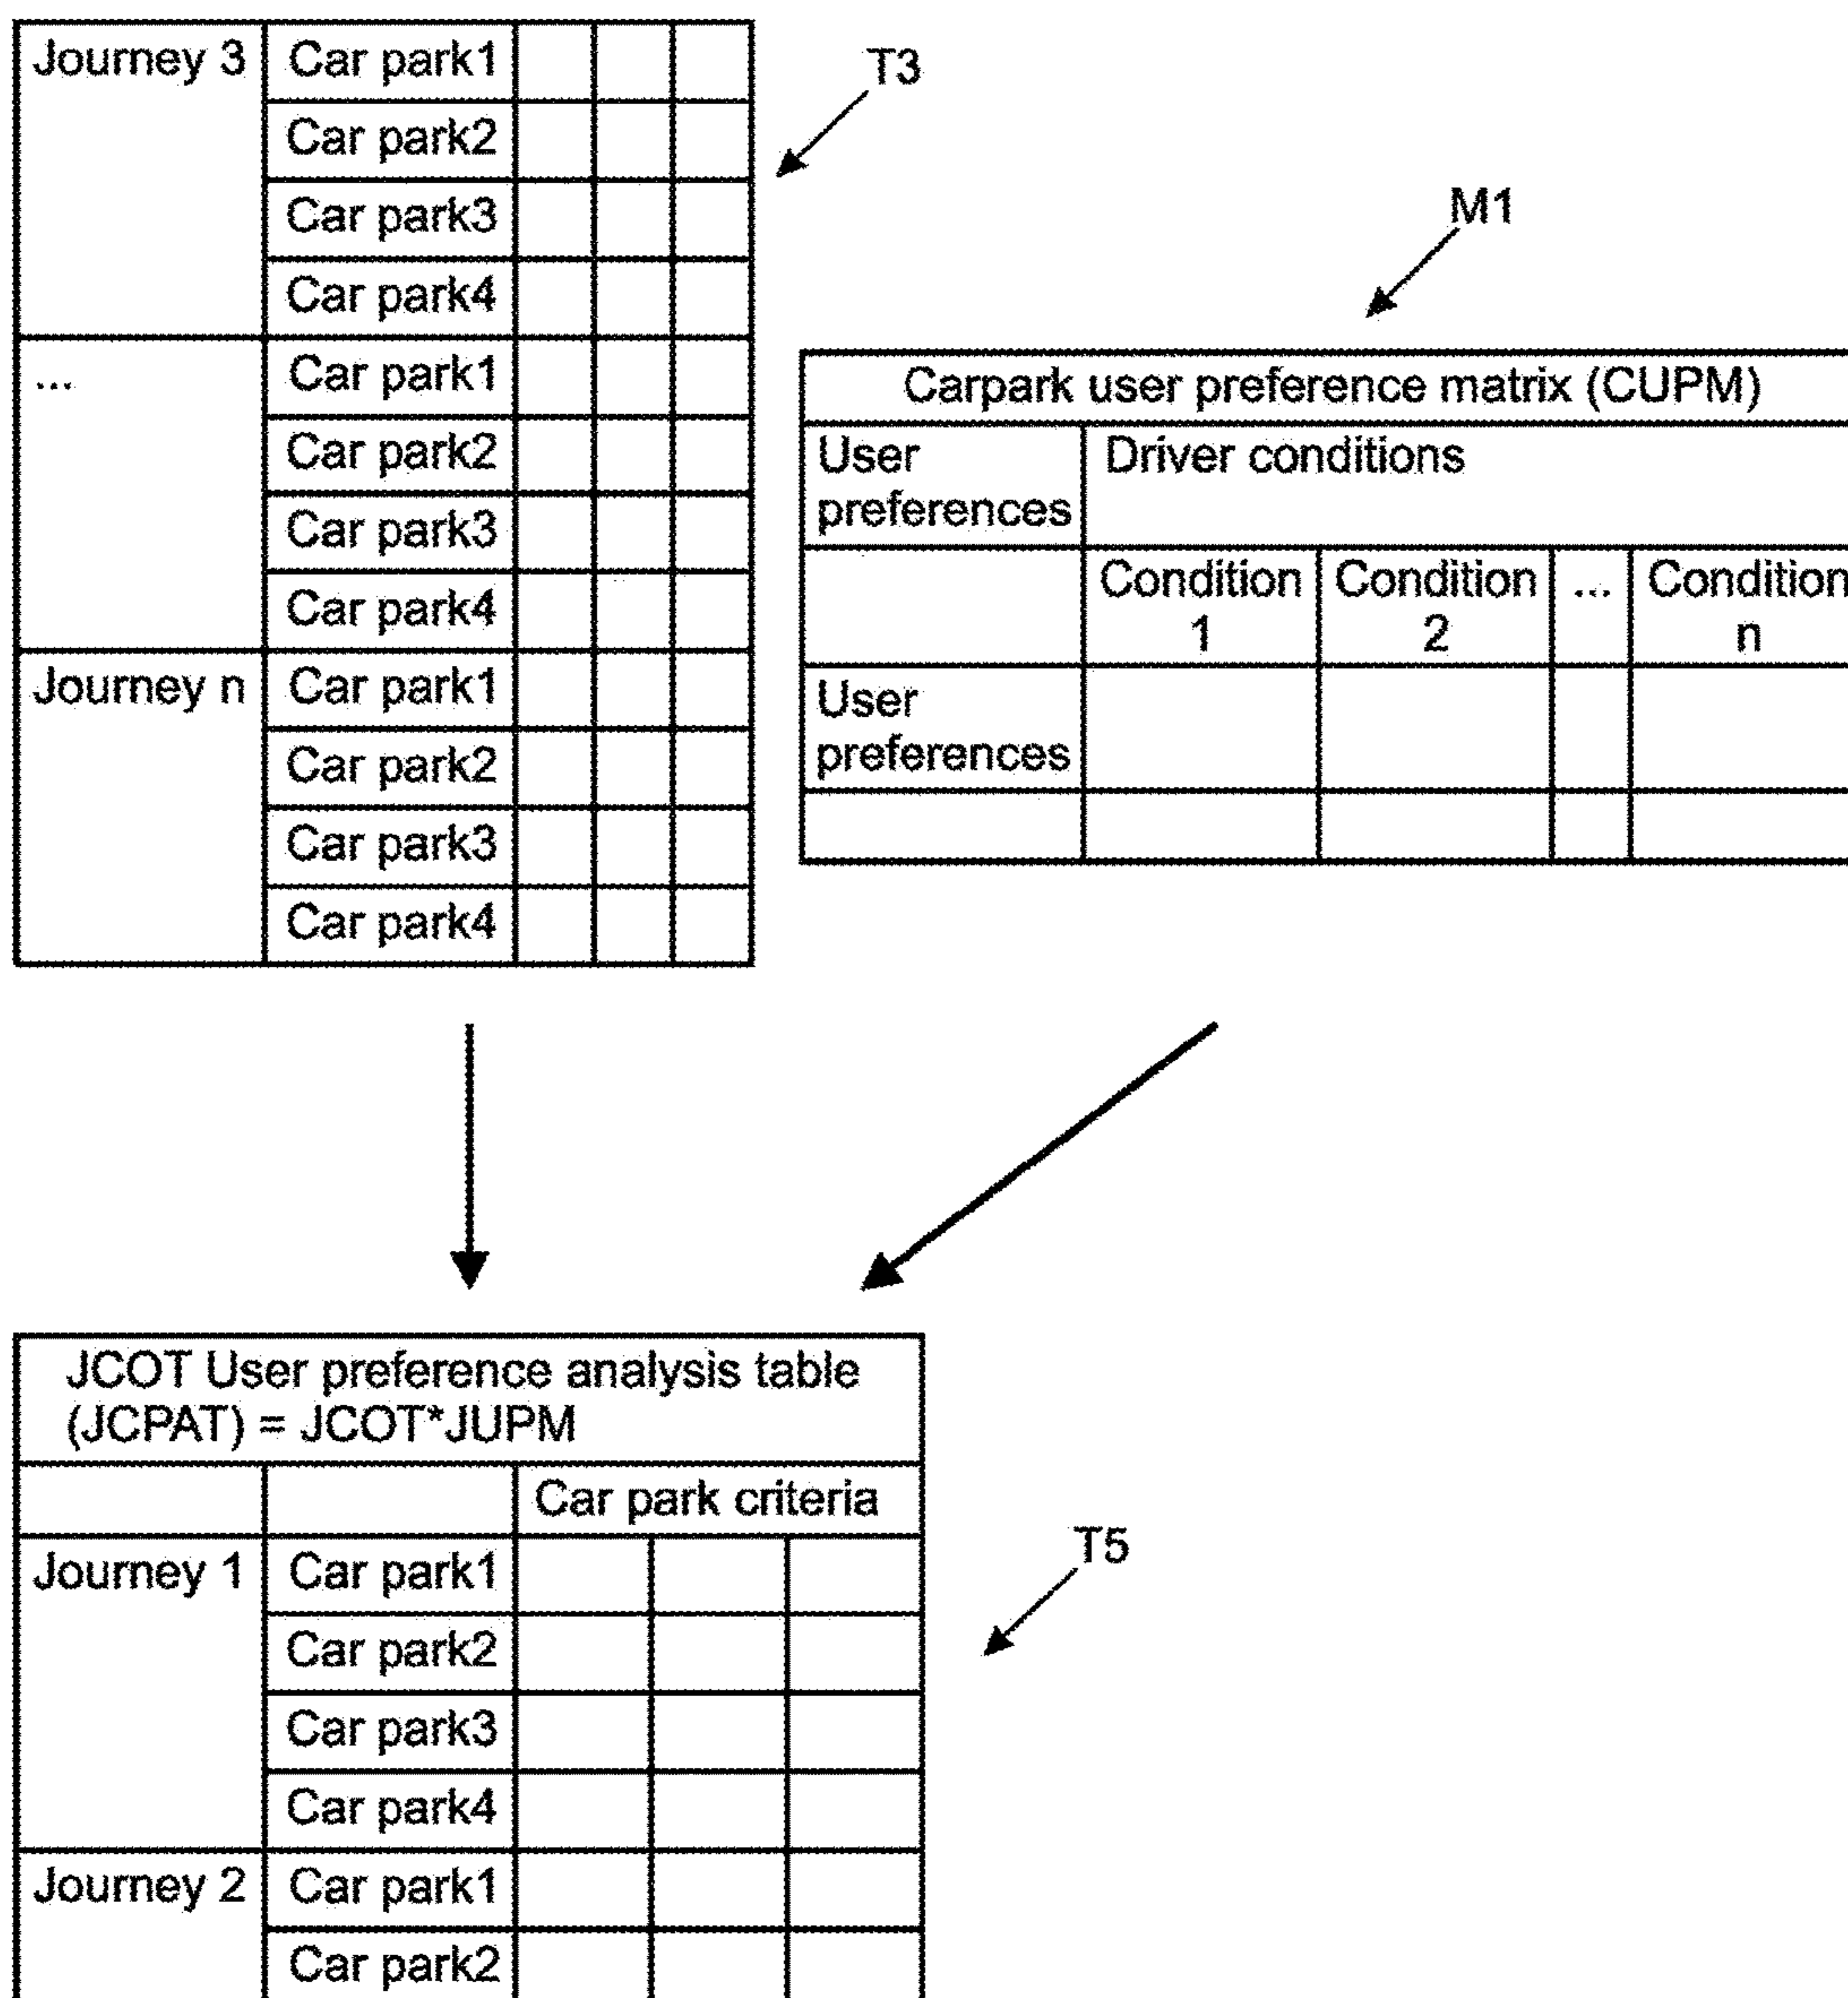 Journey 3 Car park1
Car park2
Car park3
Car park4
... Car park1
Car park2
Car park3
Car park4
Journey n Car park1
Car park2
Car park3
Car park4
T3
M1
Carpark user preference matrix (CUPM)
User Driver conditions
preferences
Condition Condition ... Condition
1 2 n
User
preferences
JCOT User preference analysis table
(JCPAT) = JCOT*JUPM
Car park criteria
Journey 1 Car park1
Car park2
Car park3
Car park4
Journey 2 Car park1
Car park2
T5